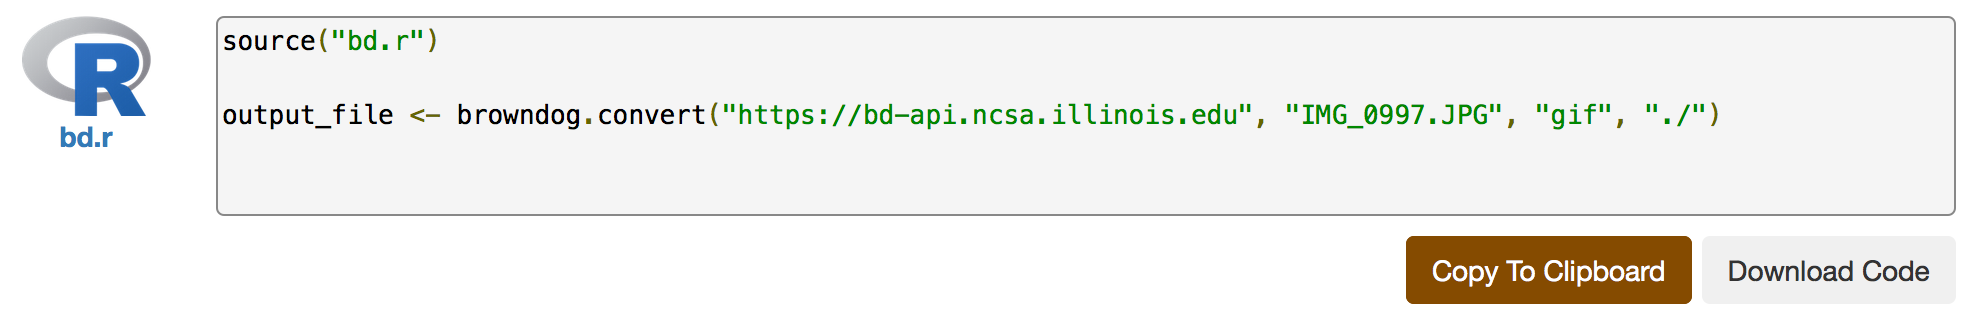 R
bd.r
source("bd.r")
output_file <- browndog.convert("https://bd-api.ncsa.illinois.edu", "IMG_0997.JPG", "gif", "./")
Copy To Clipboard
Download Code